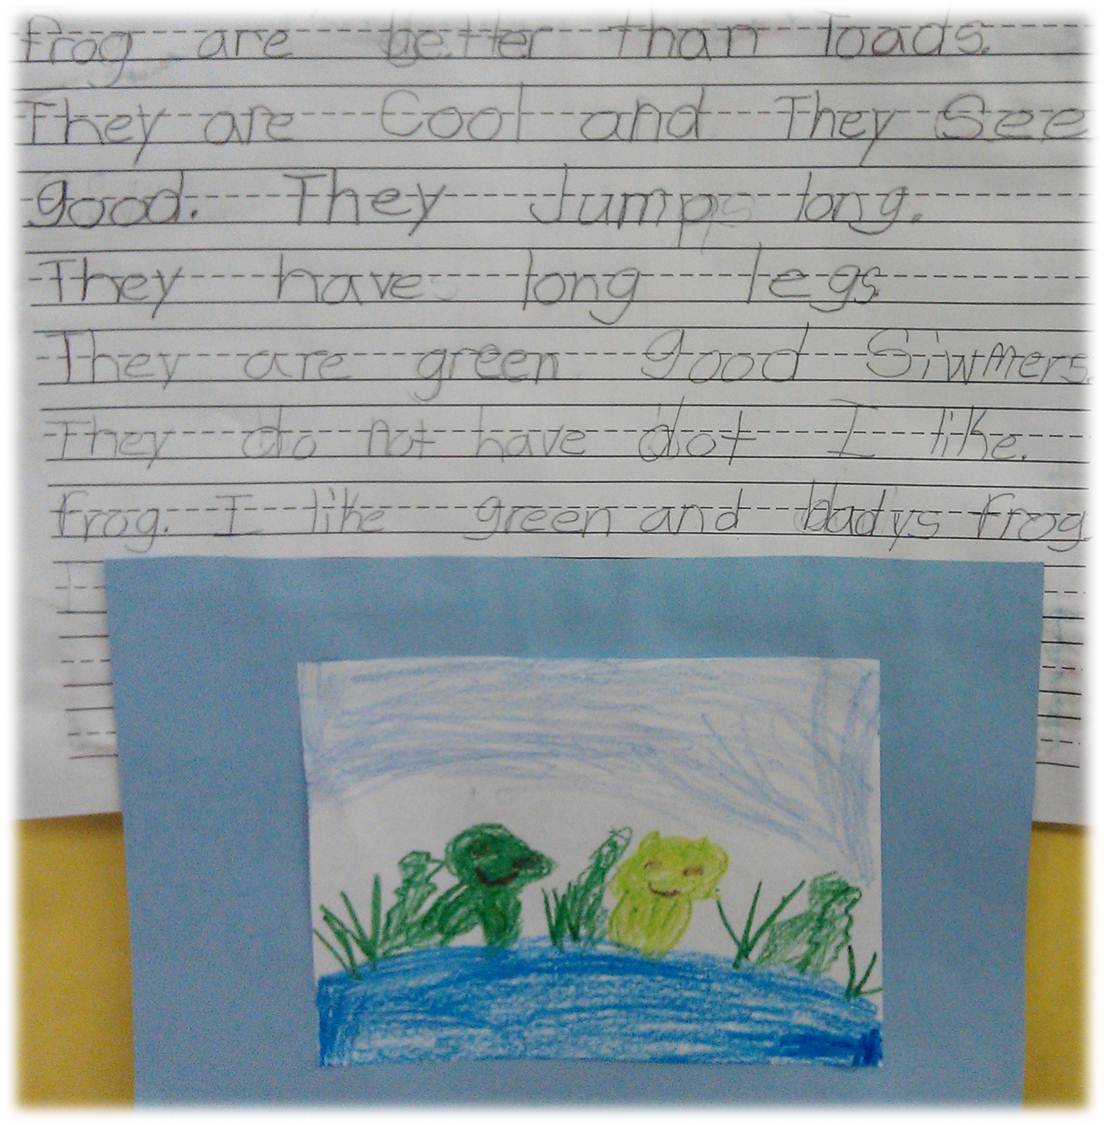 frog are better than Toads.
They are Cool and They See
good. They Jump long.
They have long legs.
They are green good Siwmers.
They do not have dot I like.
frog. I like green and bladys frog.